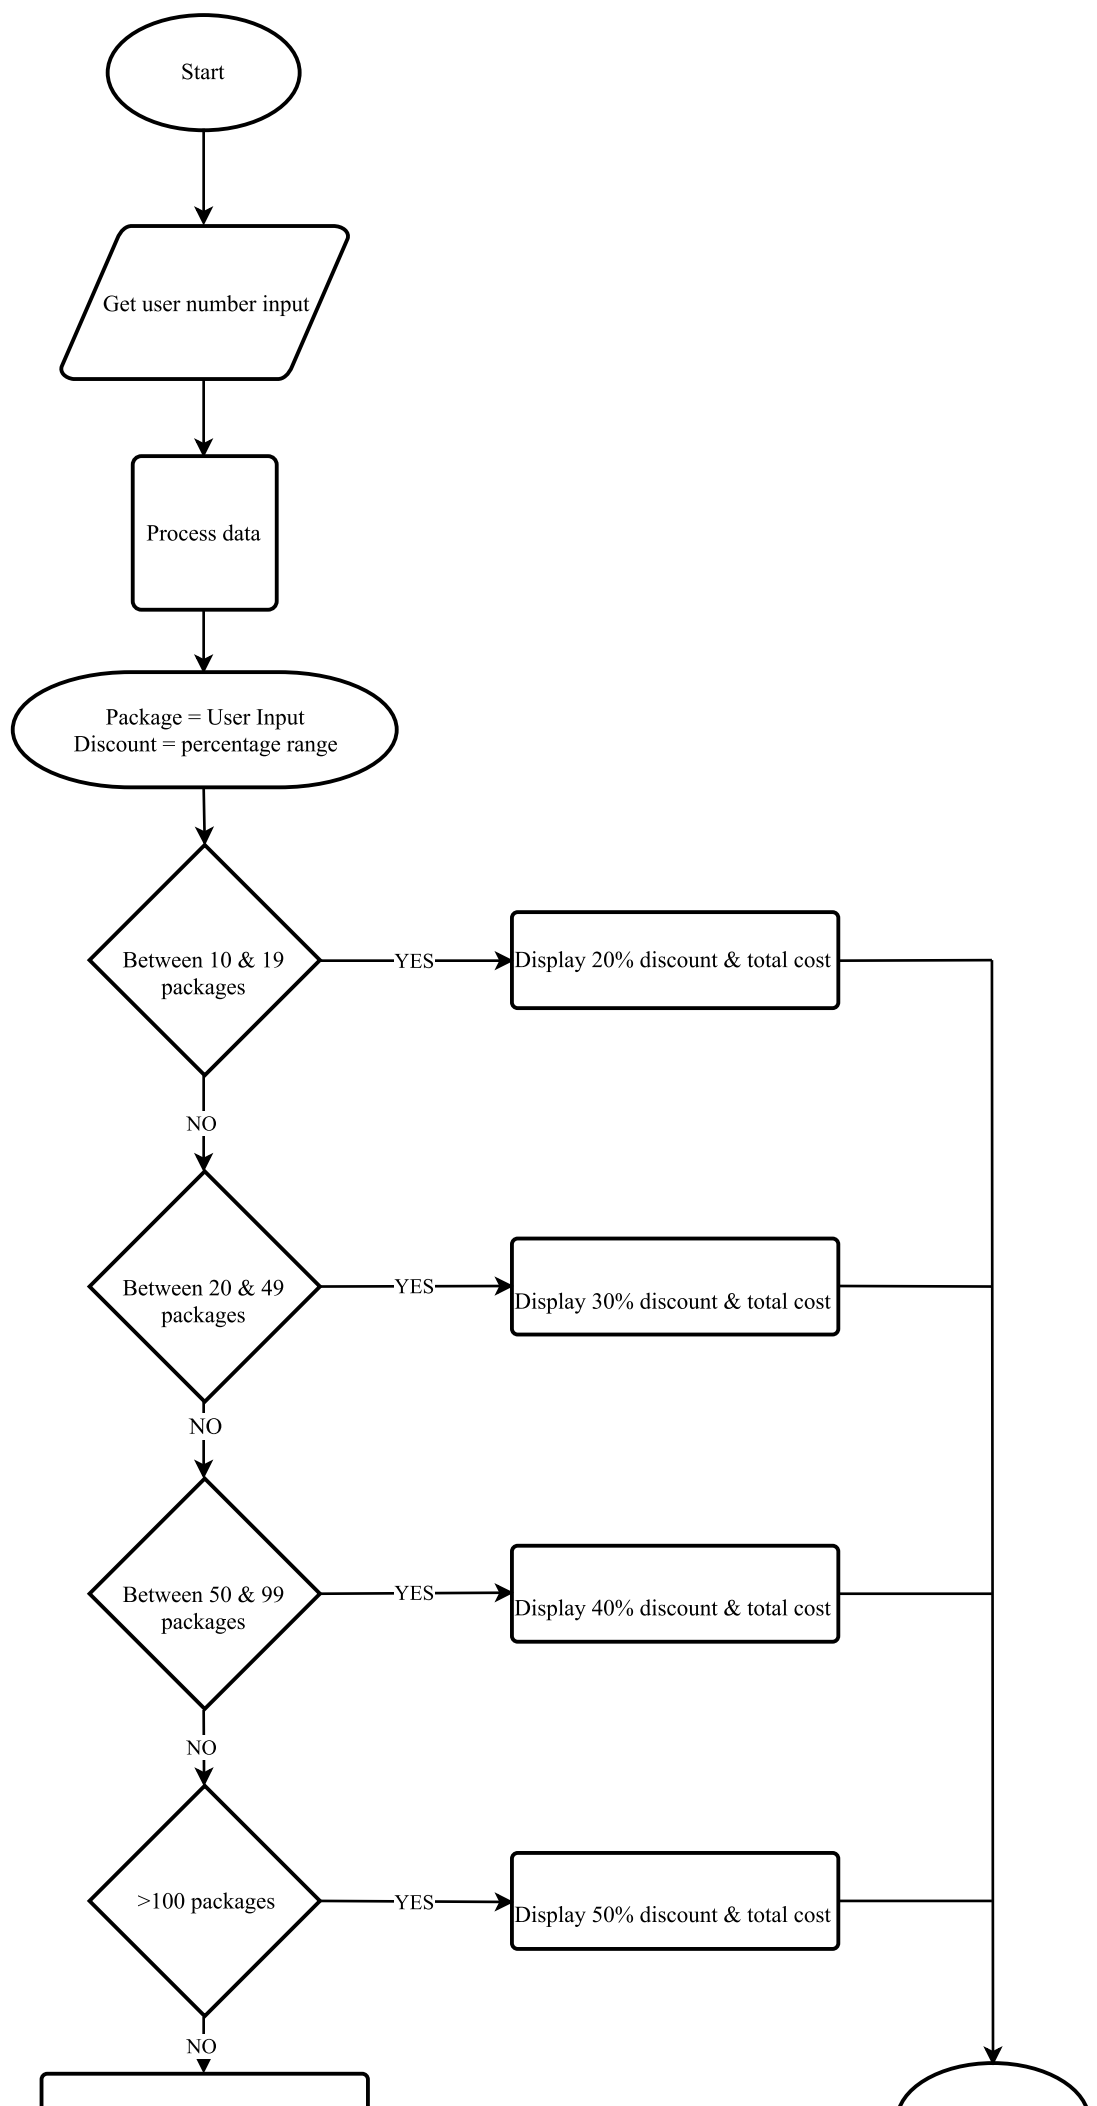 Start
Get user number input
Process data
Package = User Input
Discount = percentage range
Between 10 & 19
packages
YES
Display 20% discount & total cost
NO
Between 20 & 49
packages
YES
Display 30% discount & total cost
NO
Between 50 & 99
packages
YES
Display 40% discount & total cost
NO
>100 packages
YES
Display 50% discount & total cost
NO